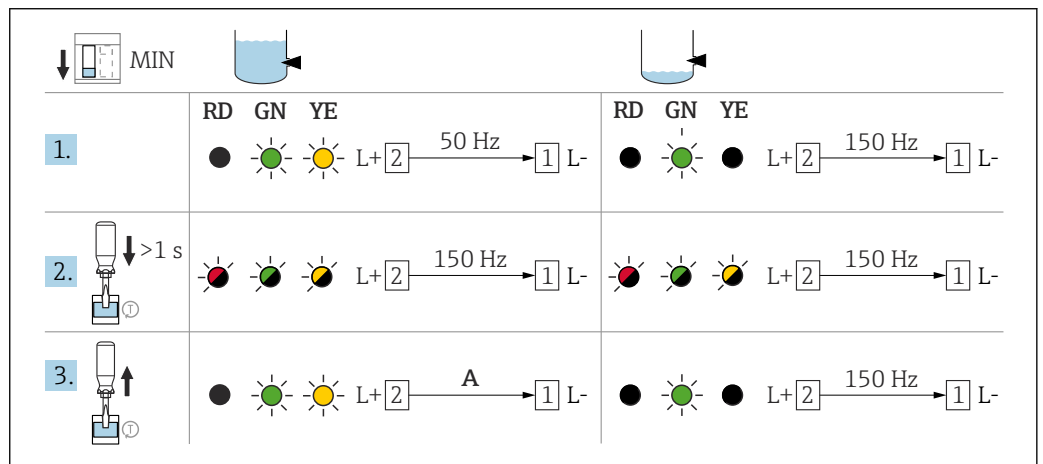 MIN
RD GN YE RD GN YE
1. L+ 2 50 Hz 1 L- L+ 2 150 Hz 1 L-
2. >1 s T L+ 2 150 Hz 1 L- L+ 2 150 Hz 1 L-
3. T L+ 2 A 1 L- L+ 2 150 Hz 1 L-